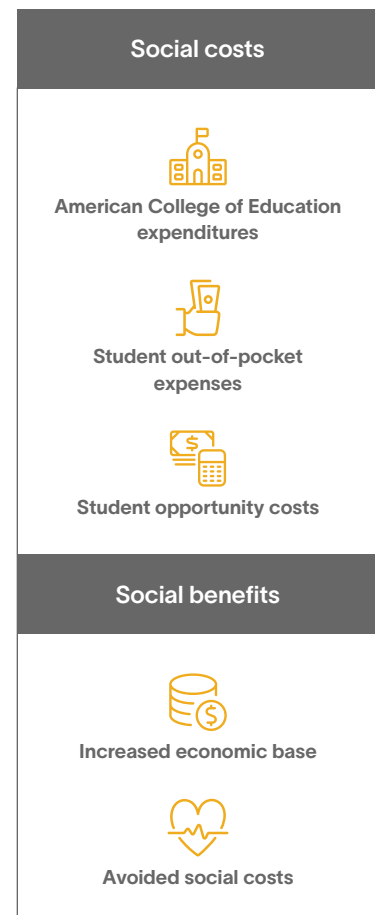 Social costs
American College of Education
expenditures
Student out-of-pocket
expenses
$
Student opportunity costs
Social benefits
$
Increased economic base
Avoided social costs